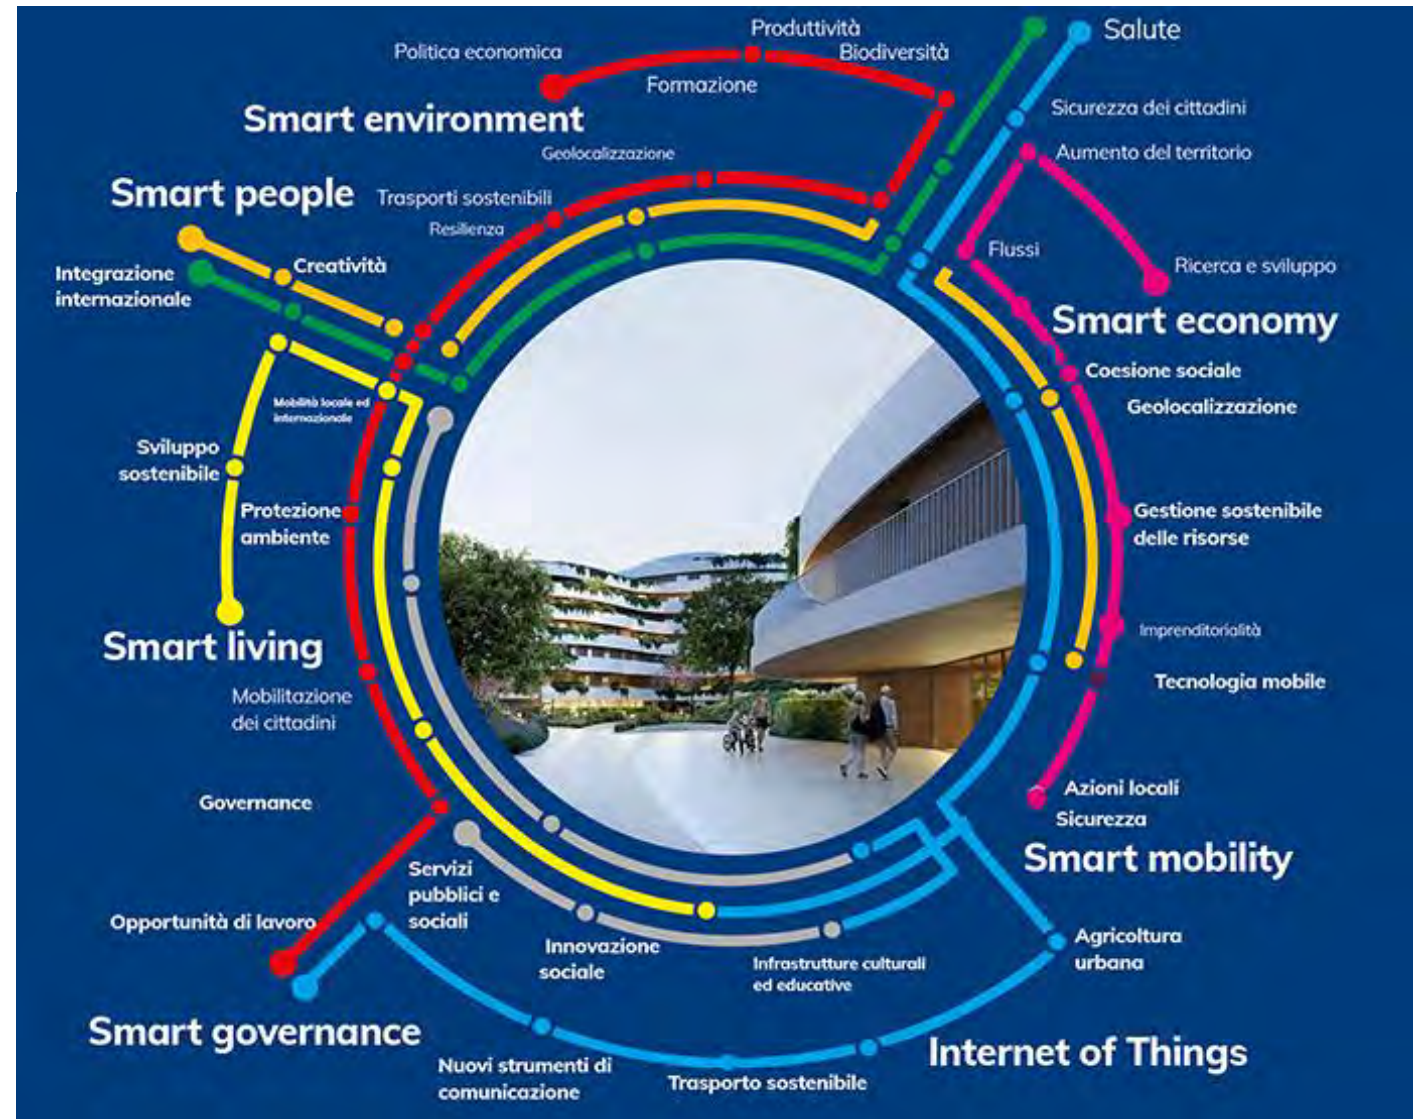 Produttività
Salute
Politica economica
Biodiversità
Formazione
Smart environment
Sicurezza dei cittadini
Geolocalizzazione
Aumento del territorio
Smart people
Trasporti sostenibili
Resilienza
Flussi
Creatività
Integrazione
internazionale
Ricerca e sviluppo
Smart economy
Coesione sociale
Mobilità locale ed
internazionale
Geolocalizzazione
Sviluppo
sostenibile
Protezione
ambiente
Gestione sostenibile
delle risorse
Imprenditorialità
Smart living
Tecnologia mobile
Mobilitazione
dei cittadini
Azioni locali
Governance
Sicurezza
Smart mobility
Servizi
pubblici e
sociali
Opportunità di lavoro
Agricoltura
urbana
Innovazione
sociale
Infrastrutture culturali
ed educative
Smart governance
Internet of Things
Nuovi strumenti di
comunicazione
Trasporto sostenibile